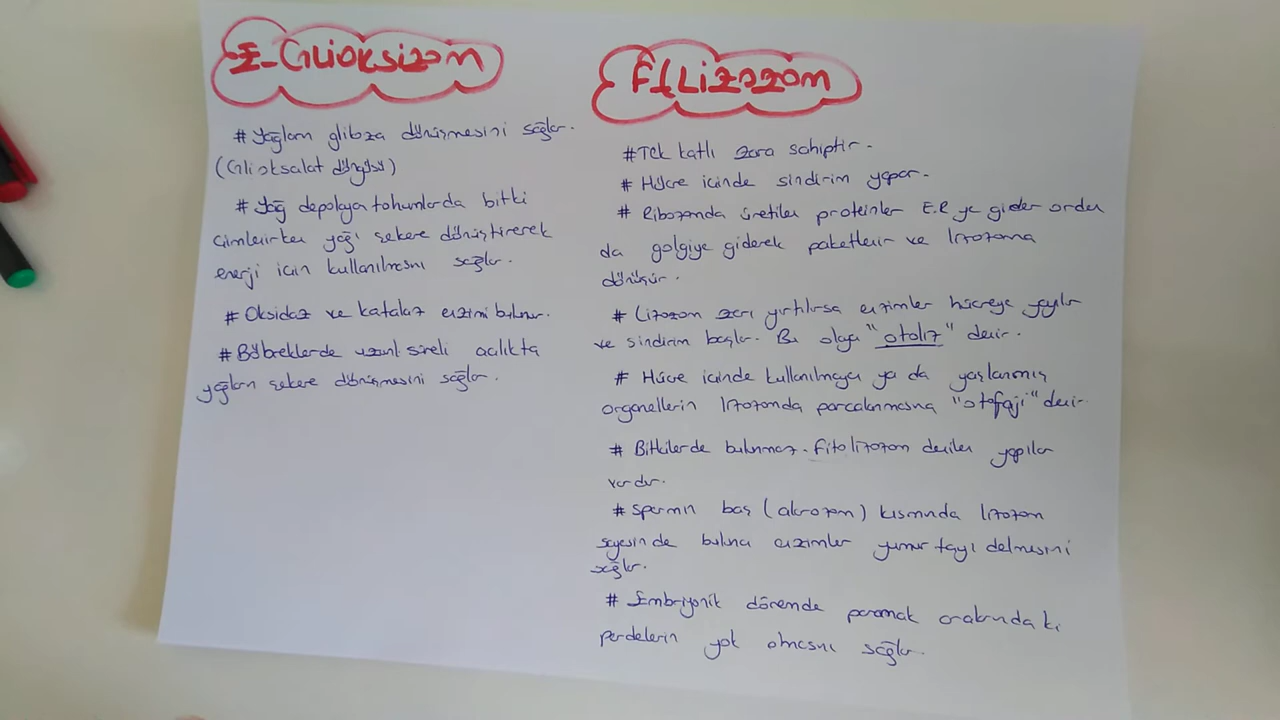 E- Glioksizom
# Yağların glikoza dönüşmesini sağlar.
(Glioksalat döngüsü)
# Yağ depolayan tohumlarda bitki
çimlenirken yağı şekere dönüştürerek
enerji için kullanılmasını sağlar.
# Oksidaz ve katalaz enzimi bulunur.
# Böbreklerde uzun süreli açlıkta
yağların şekere dönüşmesini sağlar.
F-Lizozom
# Tek katlı zara sahiptir.
# Hücre içinde sindirim yapar.
# Ribozomda üretilen proteinler E.R ye gider ordan
da golgiye giderek paketlenir ve lizozoma
dönüşür.
# Lizozom zarı yırtılırsa enzimler hücreye yayılır
ve sindirim başlar. Bu olaya "otoliz" denir.
# Hücre içinde kullanılmayan ya da yaşlanmış
organellerin lizozomda parçalanmasına "otofaji" denir.
# Bitkilerde bulunmaz. Fitolizozom denilen yapılar
vardır.
# Spermin baş (akrozom) kısmında lizozom
sayesinde bulunan enzimler yumurtayı delmesini
sağlar.
# Embriyonik dönemde parmak arakarındaki
perdelerin yok olmasını sağlar.